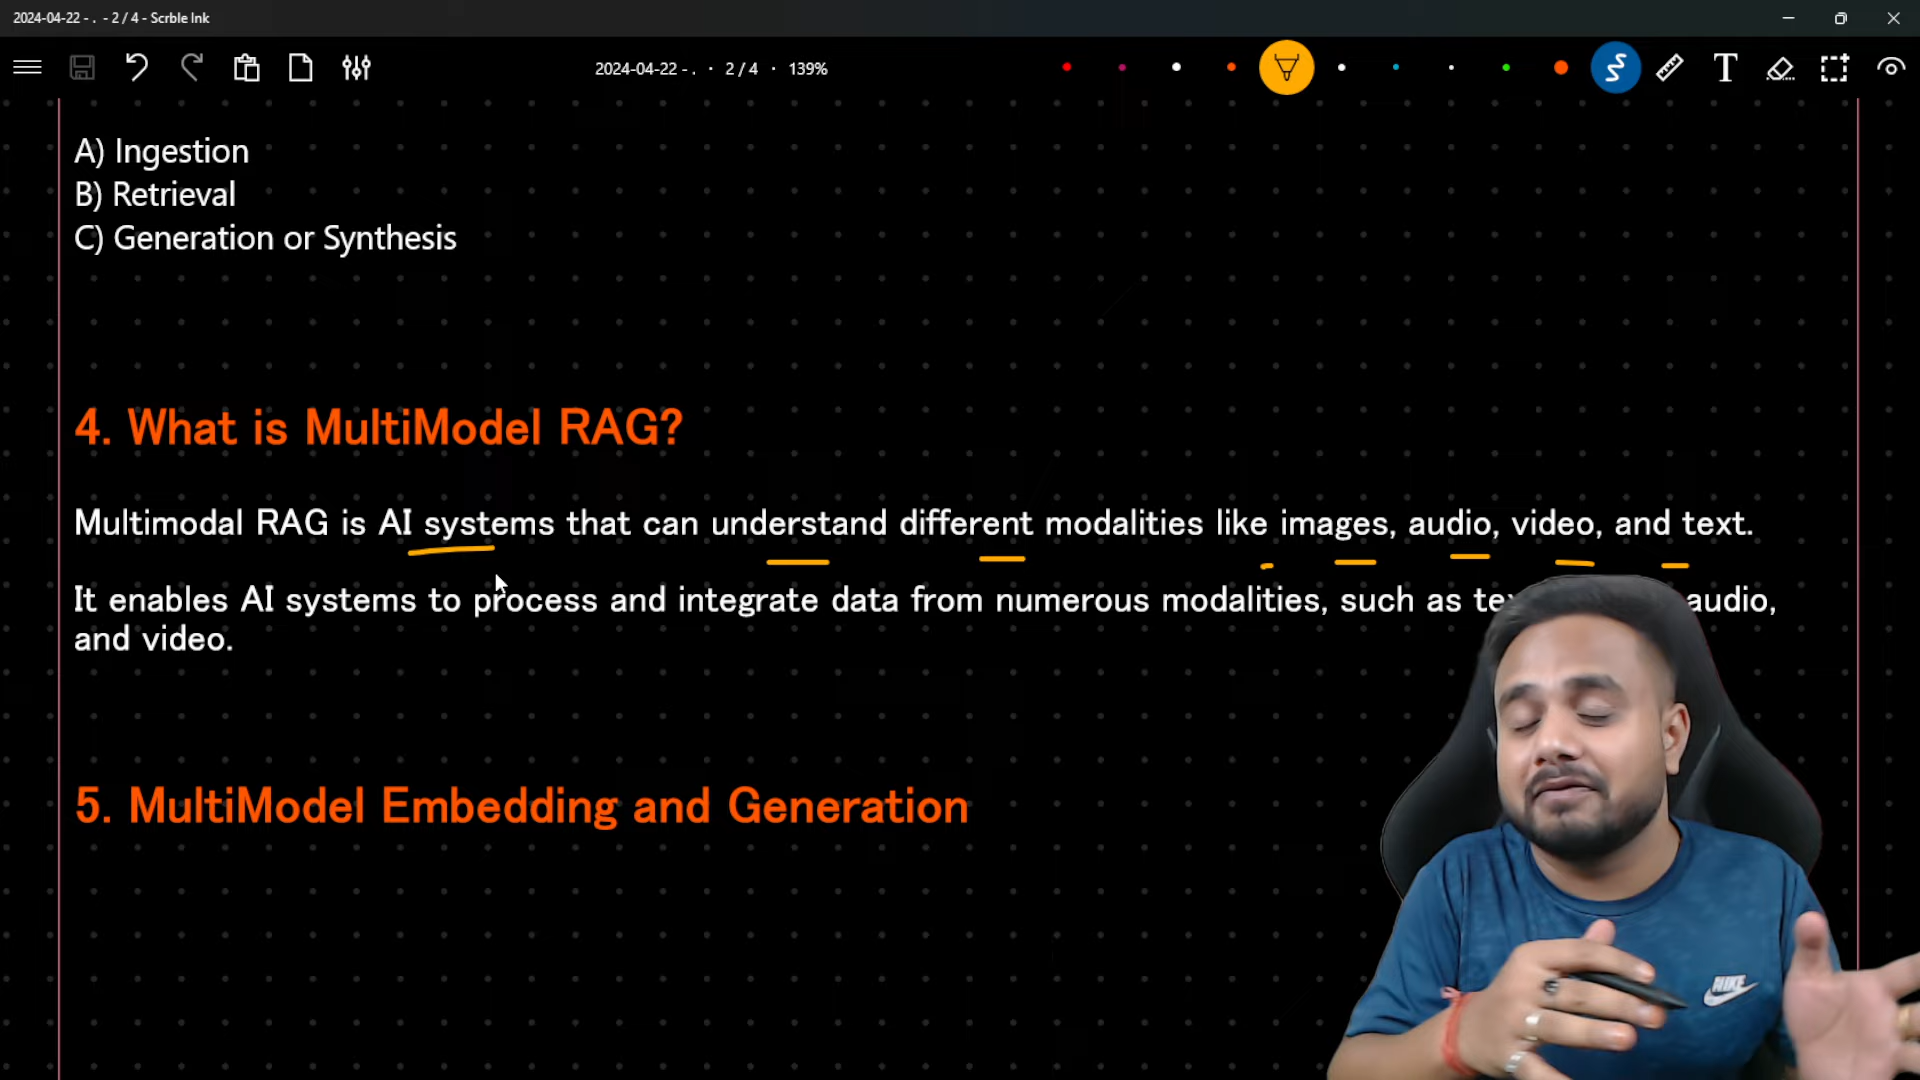 2024-04-22 - . - 2 / 4 - Scrble Ink
2024-04-22 - . · 2 / 4 · 139%
A) Ingestion
B) Retrieval
C) Generation or Synthesis
4. What is MultiModel RAG?
Multimodal RAG is AI systems that can understand different modalities like images, audio, video, and text.
It enables AI systems to process and integrate data from numerous modalities, such as audio,
and video.
5. MultiModel Embedding and Generation
NIKE